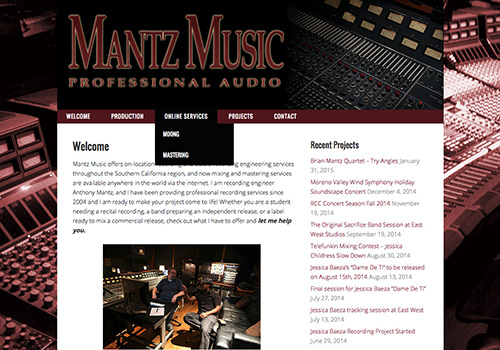 MANTZ MUSIC
PROFESSIONAL AUDIO
WELCOME PRODUCTION ONLINE SERVICES PROJECTS CONTACT
MIXING
MASTERING
Welcome
Mantz Music offers on-location engineering services
throughout the Southern California region, and now mixing and mastering services
are available anywhere in the world via the internet. I am recording engineer
Anthony Mantz, and I have been providing professional recording services since
2004 and I am ready to make your project come to life! Whether you are a student
needing a recital recording, a band preparing an independent release, or a label
ready to mix a commercial release, check out what I have to offer and let me help
you.
Recent Projects
Brian Mantz Quartet – Try-Angles January
31, 2015
Moreno Valley Wind Symphony Holiday
Soundscape Concert December 4, 2014
RCC Concert Season Fall 2014 November
19, 2014
The Original Sacrifice Band Session at East
West Studios September 19, 2014
Telefunkin Mixing Contest – Jessica
Childress Slow Down August 30, 2014
Jessica Baeza's "Dame De Ti" to be released
on August 15th, 2014 August 13, 2014
Final session for Jessica Baeza "Dame De Ti"
July 27, 2014
Jessica Baeza tracking session at East West
July 13, 2014
Jessica Baeza Recording Project Started
June 29, 2014